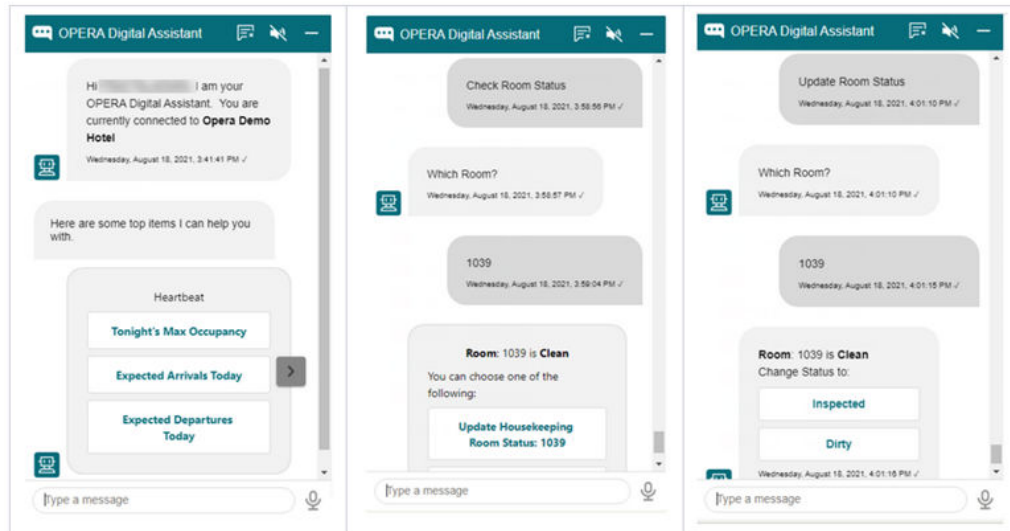 OPERA Digital Assistant
Hi I am your
OPERA Digital Assistant. You are
currently connected to Opera Demo
Hotel
Wednesday, August 18, 2021, 3:41:41 PM ✓
Here are some top items I can help you
with.
Heartbeat
Tonight's Max Occupancy
Expected Arrivals Today
Expected Departures
Today
Type a message
OPERA Digital Assistant
Check Room Status
Wednesday, August 18, 2021, 3:58:56 PM ✓
Which Room?
Wednesday, August 18, 2021, 3:58:57 PM ✓
1039
Wednesday, August 18, 2021, 3:59:04 PM ✓
Room: 1039 is Clean
You can choose one of the
following:
Update Housekeeping
Room Status: 1039
Type a message
OPERA Digital Assistant
Update Room Status
Wednesday, August 18, 2021, 4:01:10 PM ✓
Which Room?
Wednesday, August 18, 2021, 4:01:10 PM ✓
1039
Wednesday, August 18, 2021, 4:01:15 PM ✓
Room: 1039 is Clean
Change Status to:
Inspected
Dirty
Wednesday, August 18, 2021, 4:01:16 PM ✓
Type a message